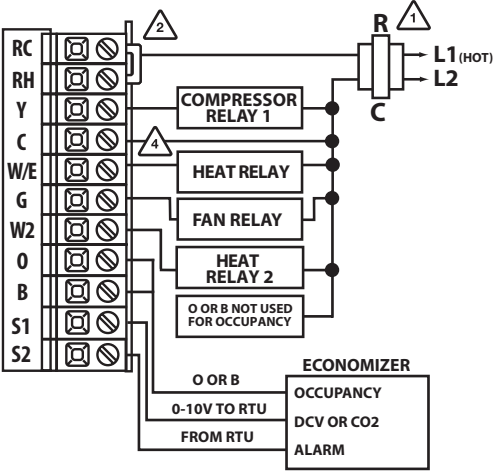 RC
RH
Y
C
W/E
G
W2
O
B
S1
S2
2
4
R
1
L1 (HOT)
L2
C
COMPRESSOR
RELAY 1
HEAT RELAY
FAN RELAY
HEAT
RELAY 2
O OR B NOT USED
FOR OCCUPANCY
ECONOMIZER
O OR B
OCCUPANCY
0-10V TO RTU
DCV OR CO2
FROM RTU
ALARM